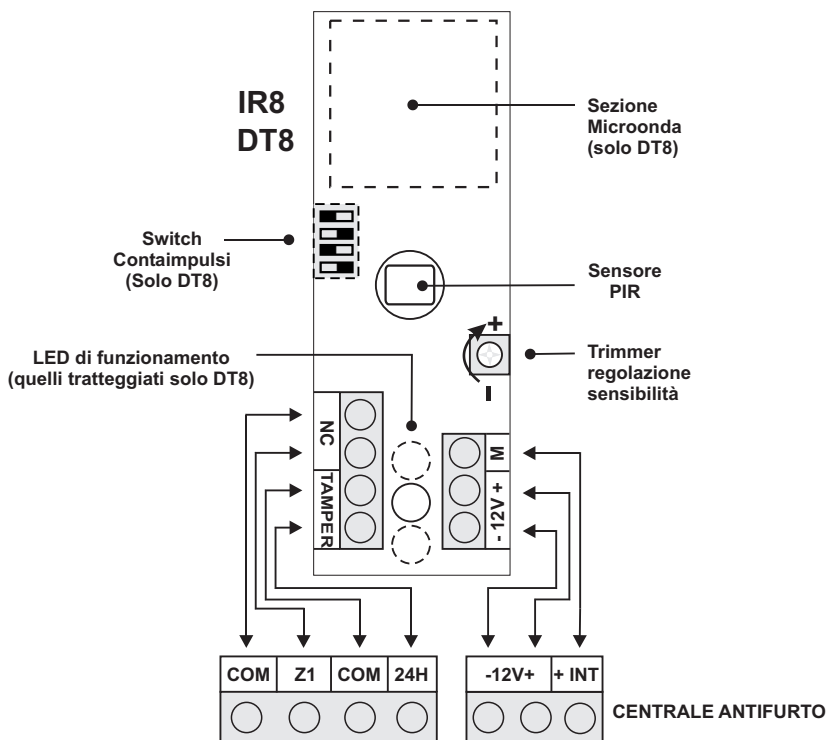 IR8
DT8
Sezione
Microonda
(solo DT8)
Switch
Contaimpulsi
(Solo DT8)
Sensore
PIR
+
-
LED di funzionamento
(quelli tratteggiati solo DT8)
Trimmer
regolazione
sensibilità
NC
TAMPER
M
- 12V +
COM Z1 COM 24H
-12V+ + INT
CENTRALE ANTIFURTO